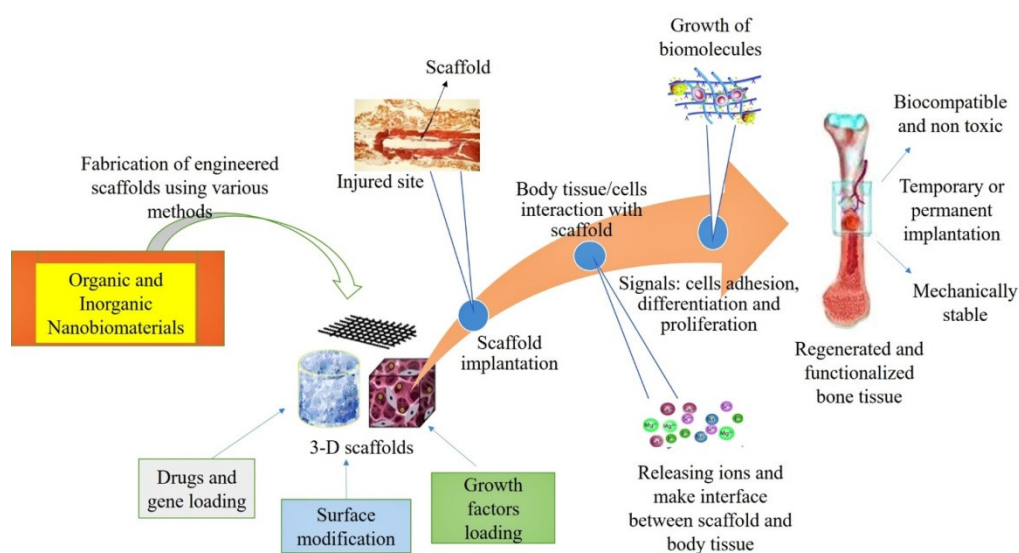 Growth of
biomolecules
Scaffold
Biocompatible
and non toxic
Fabrication of engineered
scaffolds using various
methods
Injured site
Body tissue/cells
interaction with
scaffold
Temporary or
permanent
implantation
Organic and
Inorganic
Nanobiomaterials
Signals: cells adhesion,
differentiation and
proliferation
Mechanically
stable
Scaffold
implantation
Regenerated and
functionalized
bone tissue
3-D scaffolds
Drugs and
gene loading
Surface
modification
Growth
factors
loading
Releasing ions and
make interface
between scaffold and
body tissue